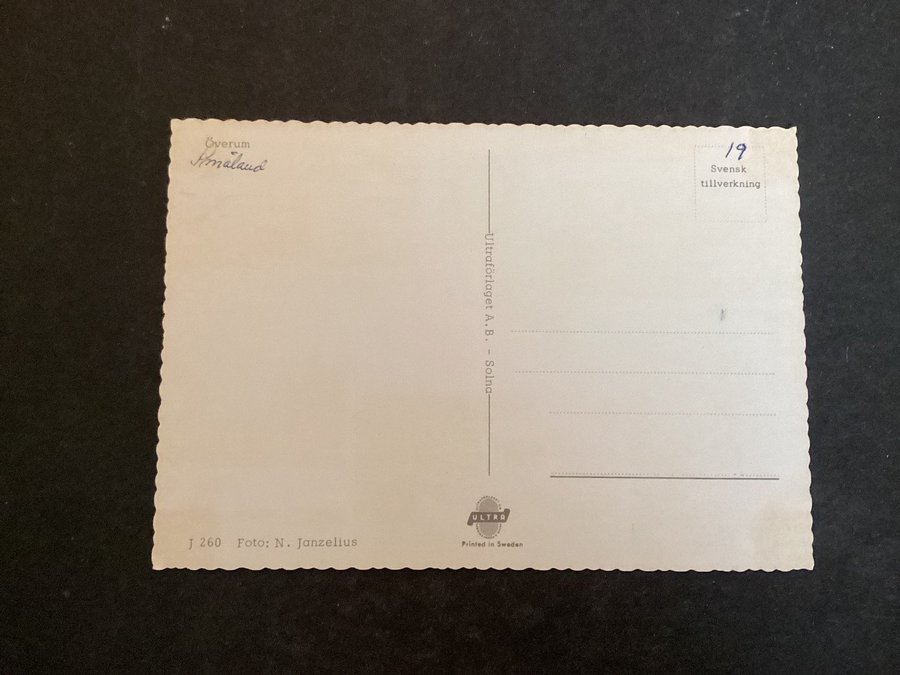 Överum
Småland
19
Svensk
tillverkning
Ultraförlaget A.B. - Solna
ULTRA
Printed in Sweden
J 260 Foto: N. Janzelius